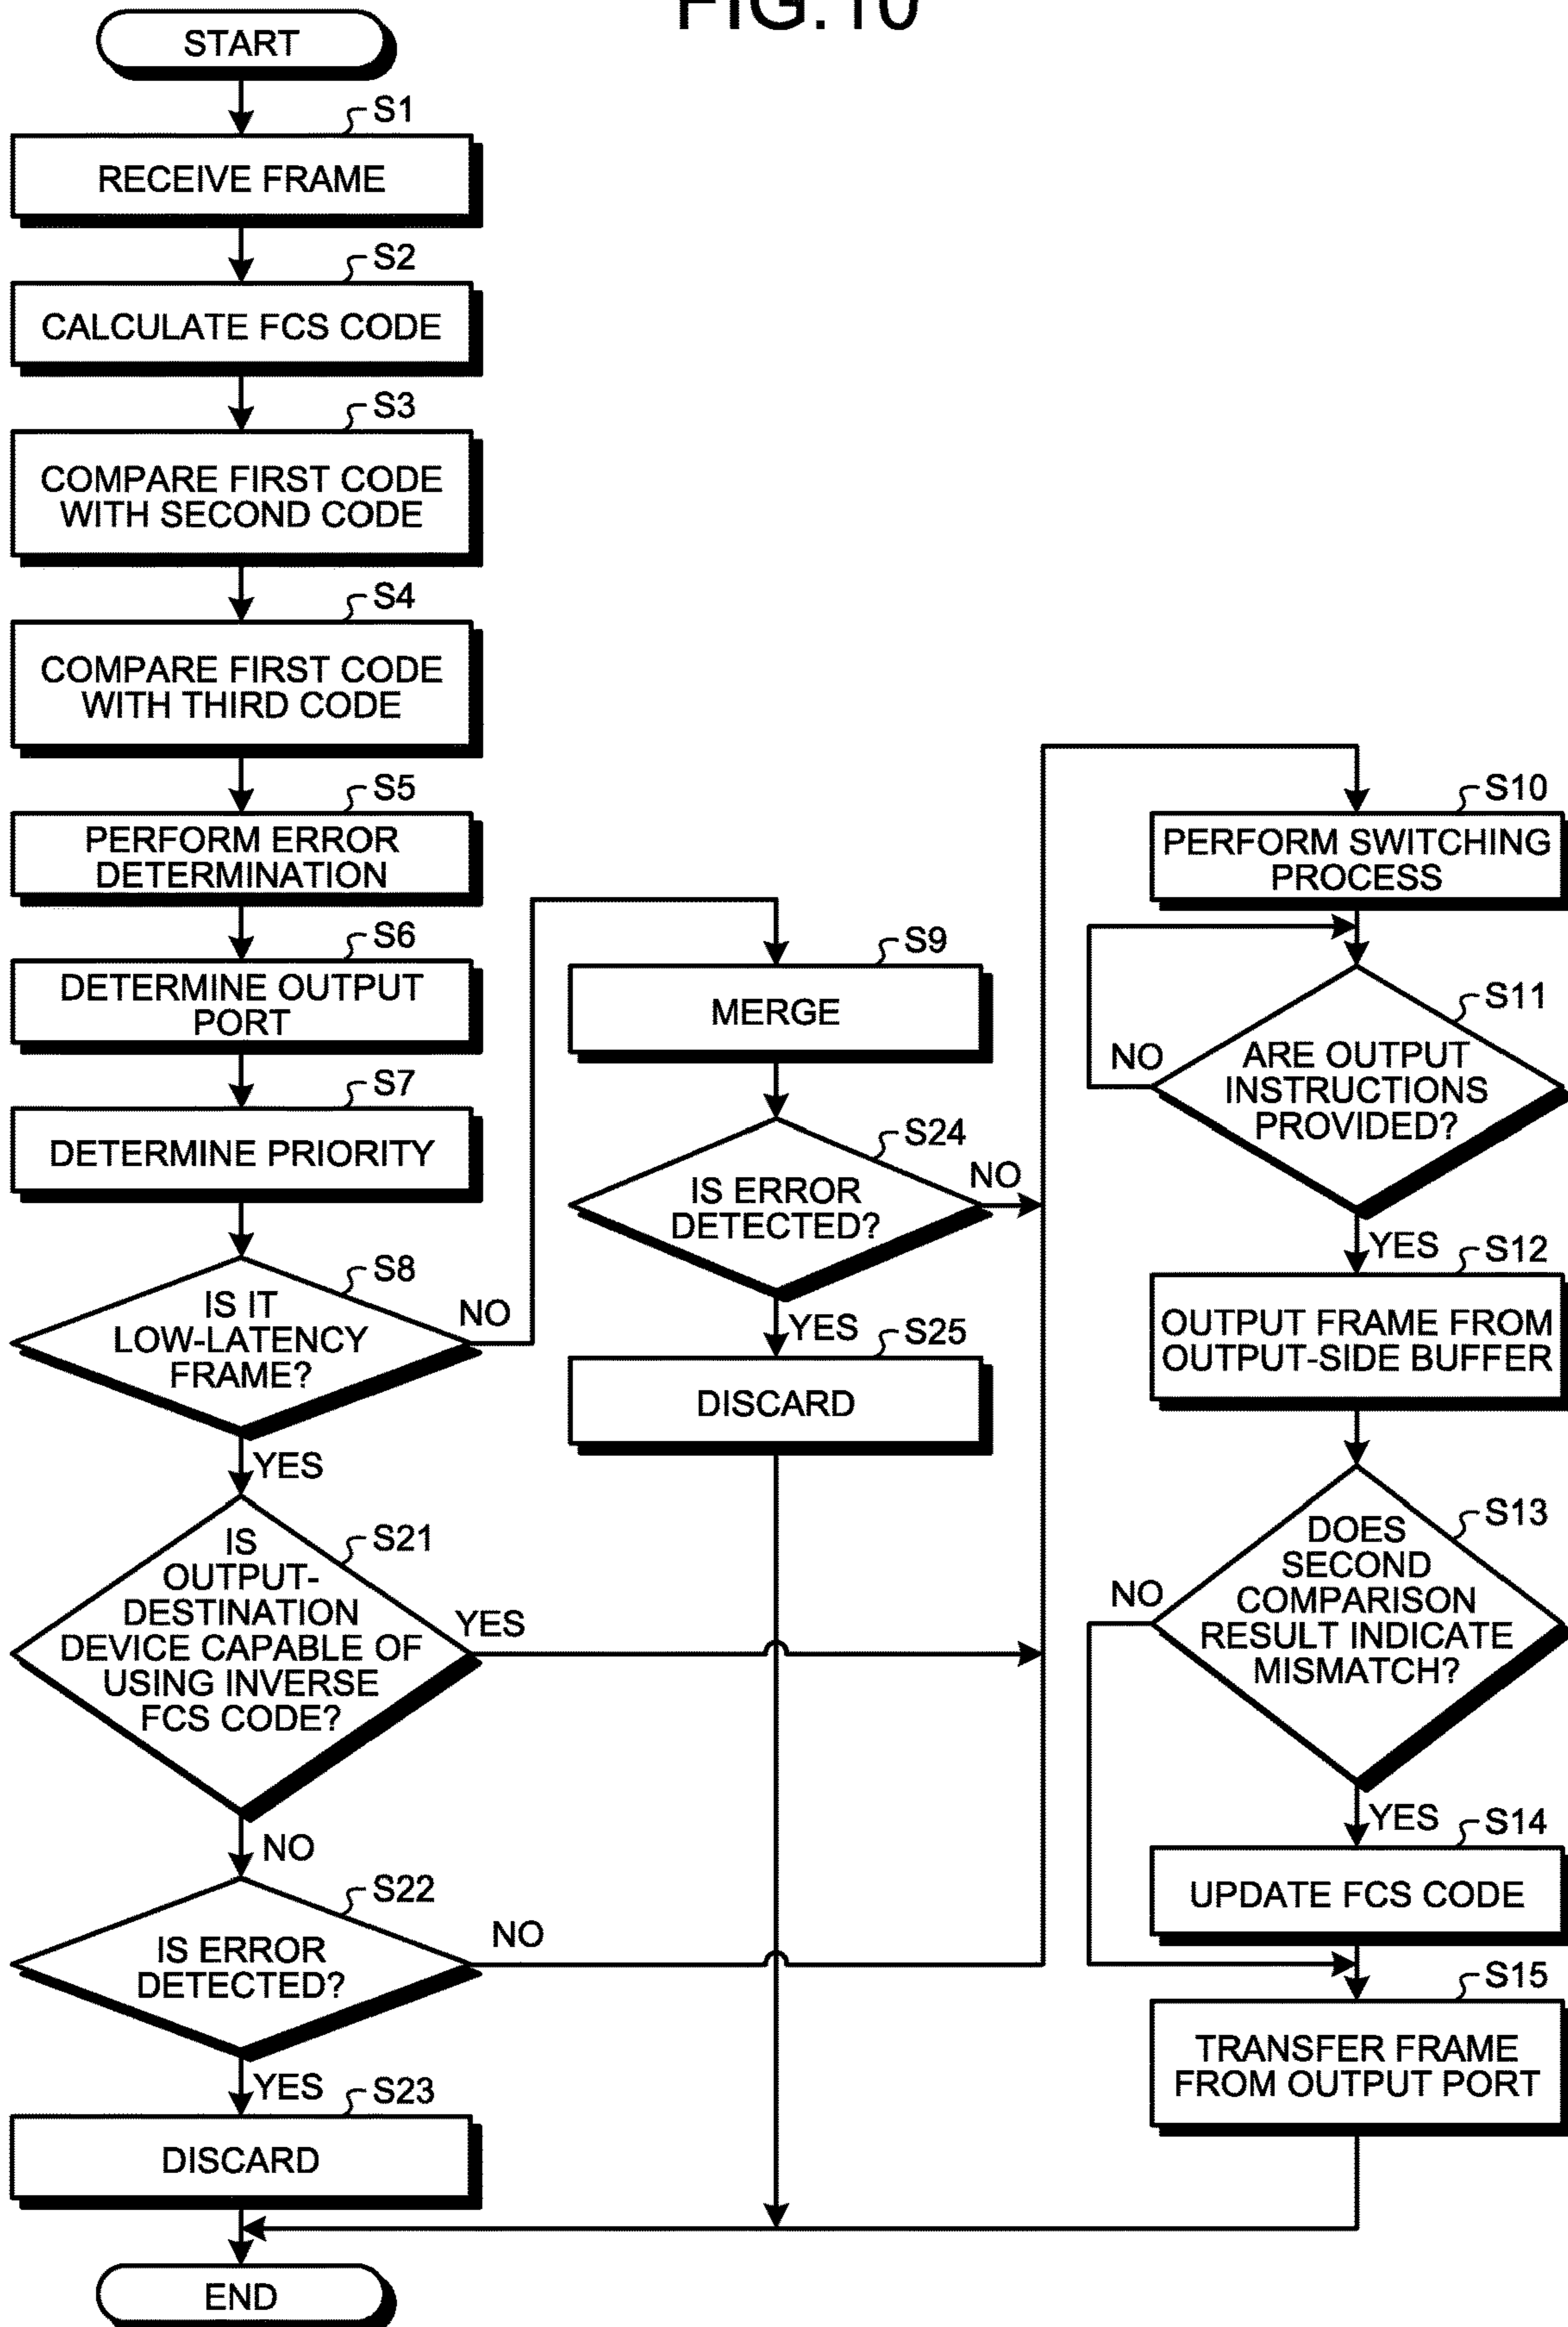 FIG.10
START
S1
RECEIVE FRAME
S2
CALCULATE FCS CODE
S3
COMPARE FIRST CODE
WITH SECOND CODE
S4
COMPARE FIRST CODE
WITH THIRD CODE
S5
PERFORM ERROR
DETERMINATION
S6
DETERMINE OUTPUT
PORT
S7
DETERMINE PRIORITY
S8
IS IT
LOW-LATENCY
FRAME?
NO
YES
S21
IS
OUTPUT-
DESTINATION
DEVICE CAPABLE OF
USING INVERSE
FCS CODE?
YES
NO
S22
IS ERROR
DETECTED?
NO
YES
S23
DISCARD
END
S9
MERGE
S24
IS ERROR
DETECTED?
NO
YES
S25
DISCARD
S10
PERFORM SWITCHING
PROCESS
S11
ARE OUTPUT
INSTRUCTIONS
PROVIDED?
NO
YES
S12
OUTPUT FRAME FROM
OUTPUT-SIDE BUFFER
S13
DOES
SECOND
COMPARISON
RESULT INDICATE
MISMATCH?
NO
YES
S14
UPDATE FCS CODE
S15
TRANSFER FRAME
FROM OUTPUT PORT